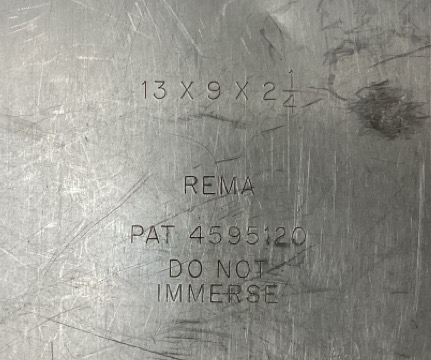 13 X 9 X 2 1/4
REMA
PAT 4595120
DO NOT
IMMERSE